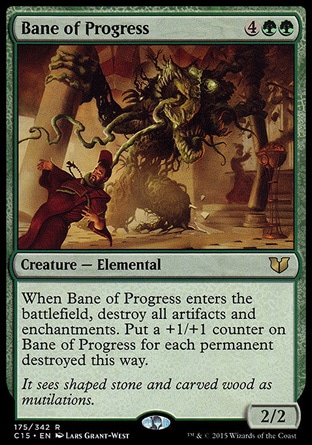 Bane of Progress 4
Creature — Elemental
When Bane of Progress enters the
battlefield, destroy all artifacts and
enchantments. Put a +1/+1 counter on
Bane of Progress for each permanent
destroyed this way.
It sees shaped stone and carved wood as
mutilations.
2/2
175/342 R
C15 • EN Lars Grant-West
™ & © 2015 Wizards of the Coast